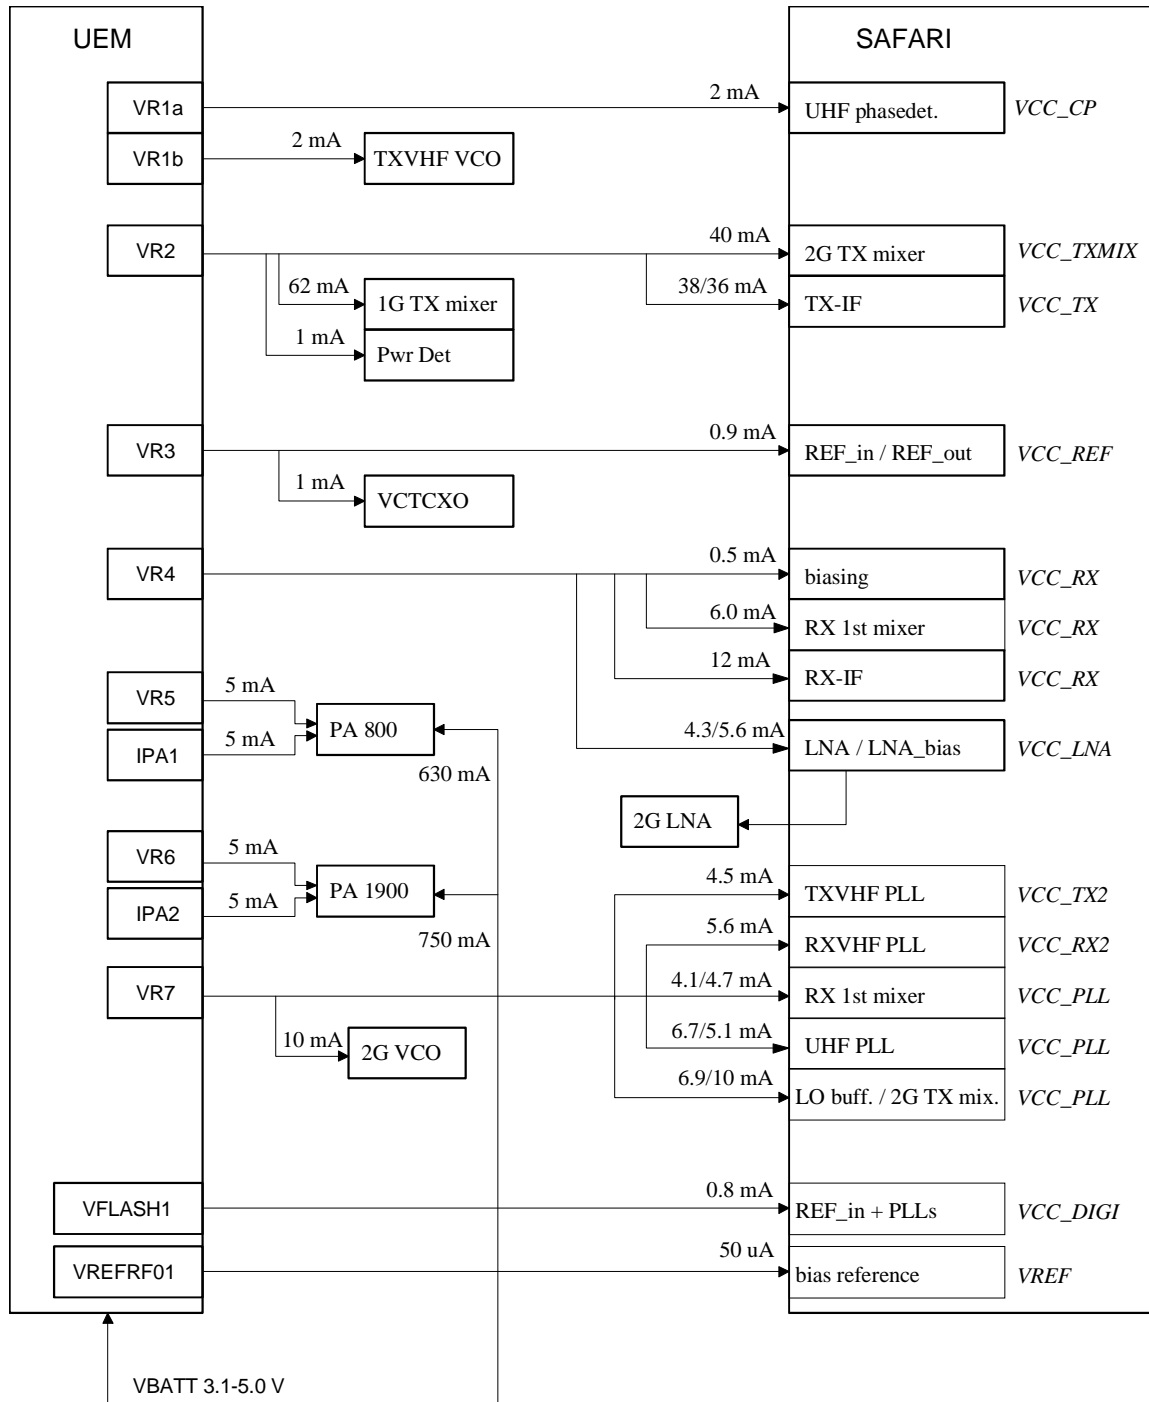 UEM
SAFARI
VR1a
2 mA
UHF phasedet.
VCC_CP
VR1b
2 mA
TXVHF VCO
VR2
40 mA
2G TX mixer
VCC_TXMIX
62 mA
1G TX mixer
38/36 mA
TX-IF
VCC_TX
1 mA
Pwr Det
VR3
0.9 mA
REF_in / REF_out
VCC_REF
1 mA
VCTCXO
VR4
0.5 mA
biasing
VCC_RX
6.0 mA
RX 1st mixer
VCC_RX
12 mA
RX-IF
VCC_RX
VR5
5 mA
PA 800
IPA1
5 mA
630 mA
4.3/5.6 mA
LNA / LNA_bias
VCC_LNA
2G LNA
VR6
5 mA
PA 1900
IPA2
5 mA
750 mA
4.5 mA
TXVHF PLL
VCC_TX2
5.6 mA
RXVHF PLL
VCC_RX2
VR7
4.1/4.7 mA
RX 1st mixer
VCC_PLL
10 mA
2G VCO
6.7/5.1 mA
UHF PLL
VCC_PLL
6.9/10 mA
LO buff. / 2G TX mix.
VCC_PLL
VFLASH1
0.8 mA
REF_in + PLLs
VCC_DIGI
VREFRF01
50 uA
bias reference
VREF
VBATT 3.1-5.0 V